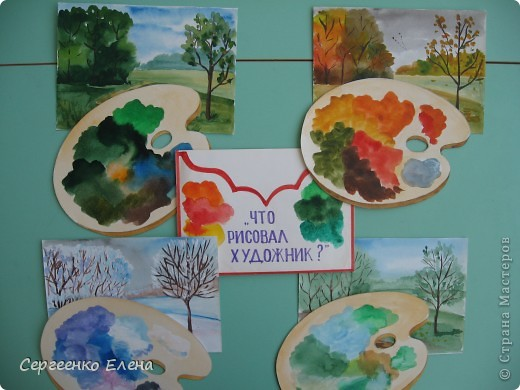 „ЧТО
РИСОВАЛ
ХУДОЖНИК?"
Сергеенко Елена
© Страна Мастеров